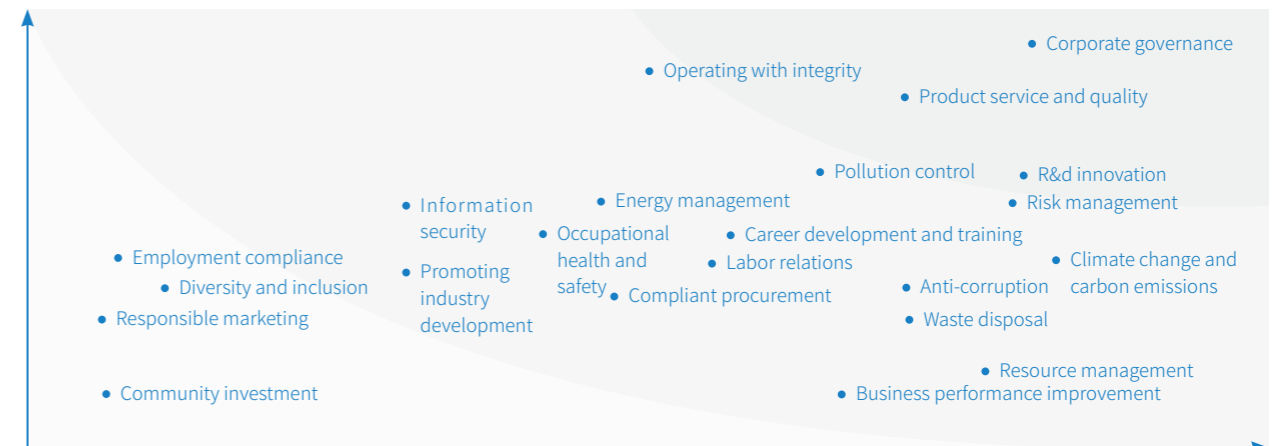 Corporate governance
Operating with integrity
Product service and quality
Pollution control
R&d innovation
Energy management
Risk management
Information
security
Occupational
health and
safety
Career development and training
Employment compliance
Labor relations
Climate change and
carbon emissions
Promoting
industry
development
Diversity and inclusion
Anti-corruption
Compliant procurement
Responsible marketing
Waste disposal
Resource management
Community investment
Business performance improvement